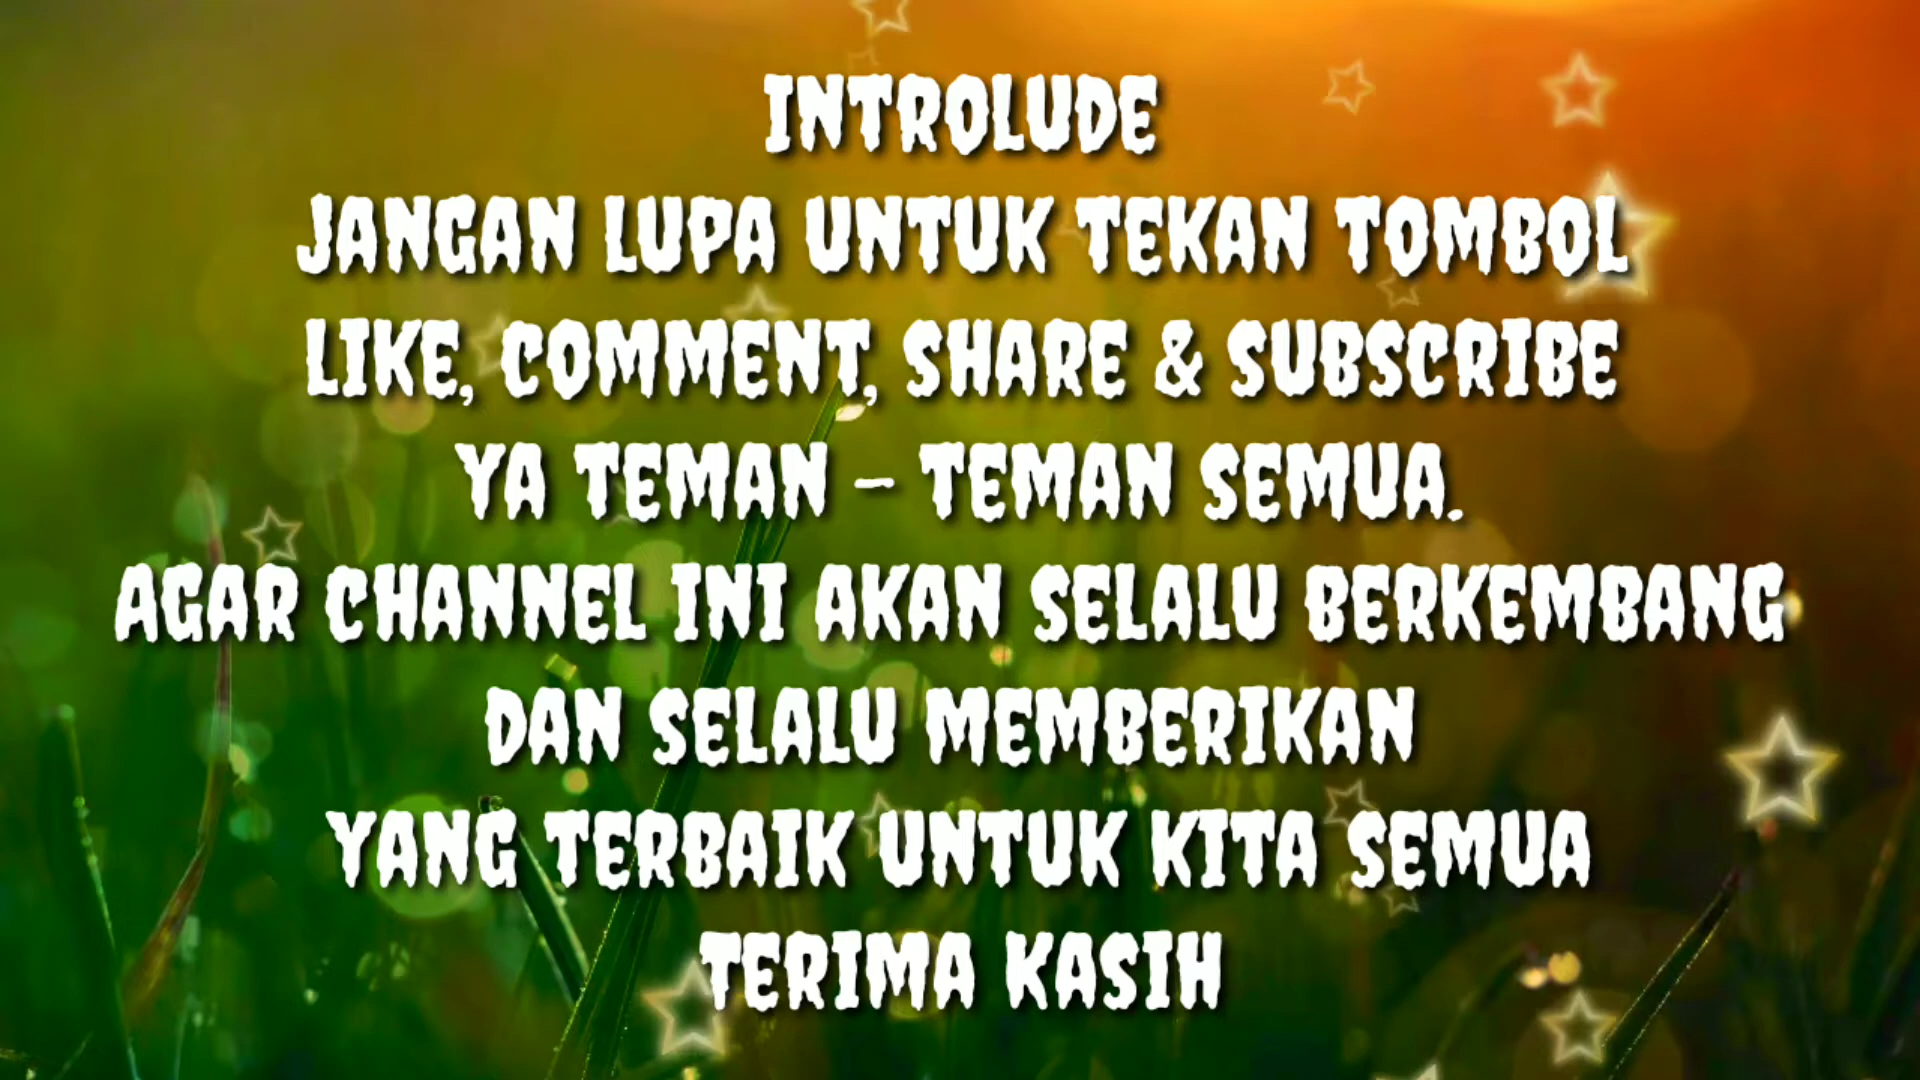 INTROLUDE
JANGAN LUPA UNTUK TEKAN TOMBOL
LIKE, COMMENT, SHARE & SUBSCRIBE
YA TEMAN - TEMAN SEMUA.
AGAR CHANNEL INI AKAN SELALU BERKEMBANG
DAN SELALU MEMBERIKAN
YANG TERBAIK UNTUK KITA SEMUA
TERIMA KASIH